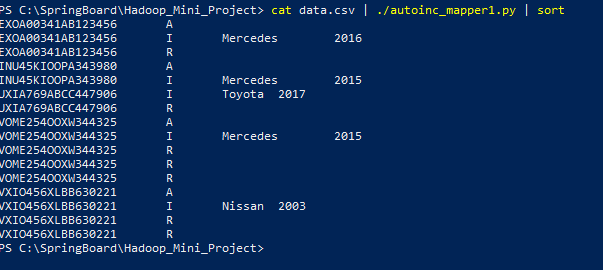 PS C:\SpringBoard\Hadoop_Mini_Project> cat data.csv | ./autoinc_mapper1.py | sort
EXOA00341AB123456 A
EXOA00341AB123456 I Mercedes 2016
EXOA00341AB123456 R
INU45KIOOPA343980 A
INU45KIOOPA343980 I Mercedes 2015
UXIA769ABCC447906 I Toyota 2017
UXIA769ABCC447906 R
VOME254OOXW344325 A
VOME254OOXW344325 I Mercedes 2015
VOME254OOXW344325 R
VOME254OOXW344325 R
VOME254OOXW344325 R
VXIO456XLBB630221 A
VXIO456XLBB630221 I Nissan 2003
VXIO456XLBB630221 R
VXIO456XLBB630221 R
PS C:\SpringBoard\Hadoop_Mini_Project>